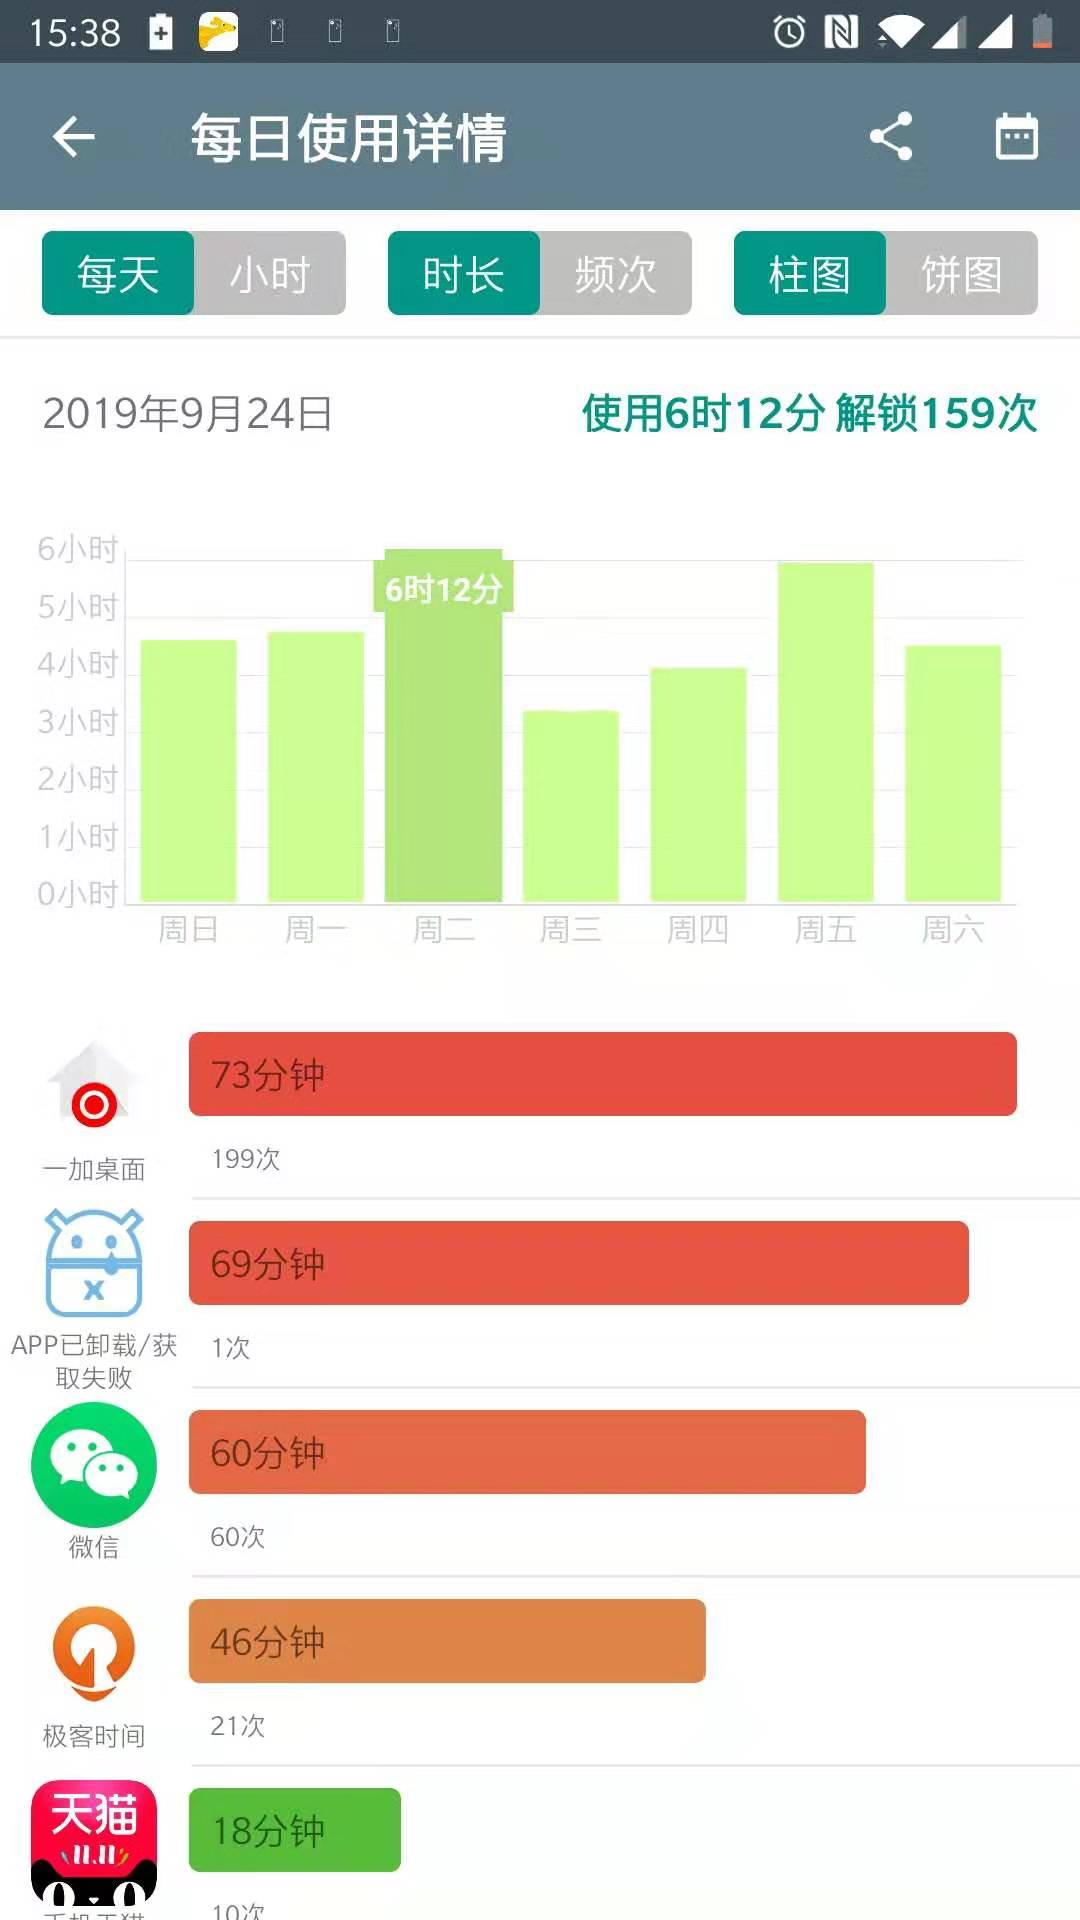 15:38
每日使用详情
每天 小时 时长 频次 柱图 饼图
2019年9月24日 使用6时12分 解锁159次
6小时
6时12分
5小时
4小时
3小时
2小时
1小时
0小时
周日 周一 周二 周三 周四 周五 周六
73分钟
199次
一加桌面
69分钟
x
APP已卸载/获
取失败
1次
60分钟
60次
微信
46分钟
21次
极客时间
天猫
11.11
18分钟
10次